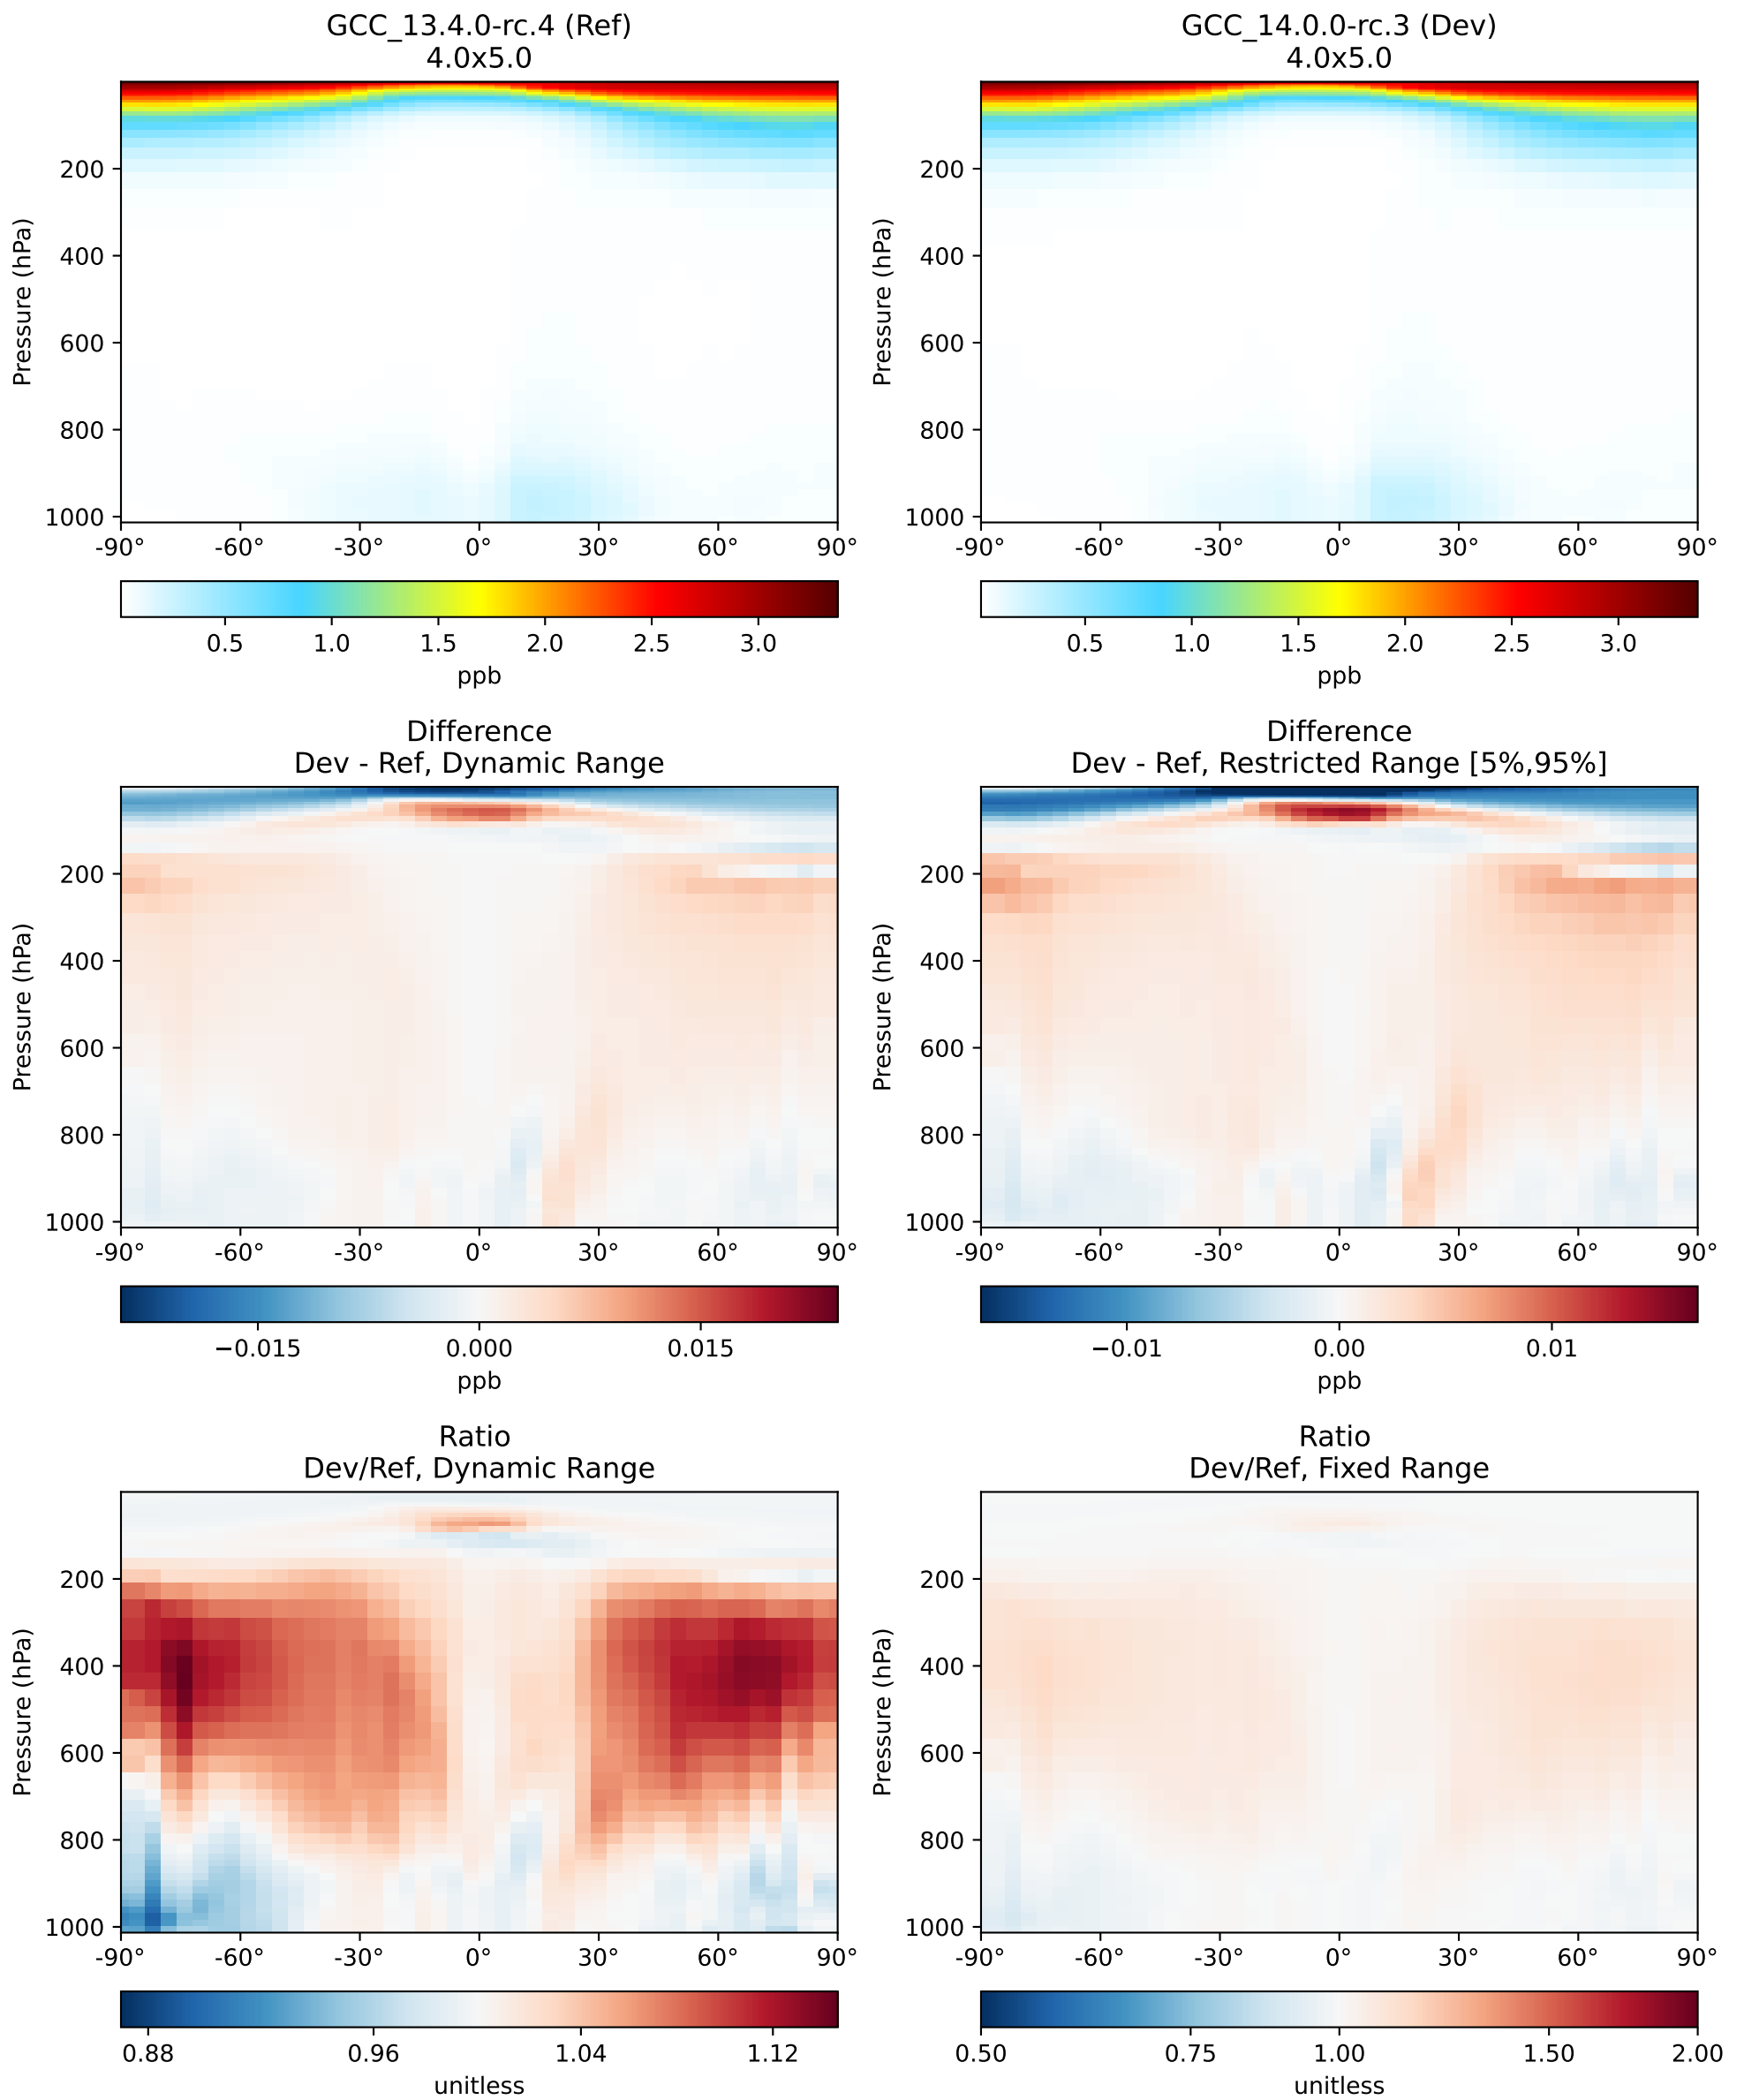 GCC_13.4.0-rc.4 (Ref)
4.0x5.0
Pressure (hPa)
200
400
600
800
1000
-90° -60° -30° 0° 30° 60° 90°
0.5 1.0 1.5 2.0 2.5 3.0
ppb
GCC_14.0.0-rc.3 (Dev)
4.0x5.0
Pressure (hPa)
200
400
600
800
1000
-90° -60° -30° 0° 30° 60° 90°
0.5 1.0 1.5 2.0 2.5 3.0
ppb
Difference
Dev - Ref, Dynamic Range
Pressure (hPa)
200
400
600
800
1000
-90° -60° -30° 0° 30° 60° 90°
−0.015 0.000 0.015
ppb
Difference
Dev - Ref, Restricted Range [5%,95%]
Pressure (hPa)
200
400
600
800
1000
-90° -60° -30° 0° 30° 60° 90°
−0.01 0.00 0.01
ppb
Ratio
Dev/Ref, Dynamic Range
Pressure (hPa)
200
400
600
800
1000
-90° -60° -30° 0° 30° 60° 90°
0.88 0.96 1.04 1.12
unitless
Ratio
Dev/Ref, Fixed Range
Pressure (hPa)
200
400
600
800
1000
-90° -60° -30° 0° 30° 60° 90°
0.50 0.75 1.00 1.50 2.00
unitless